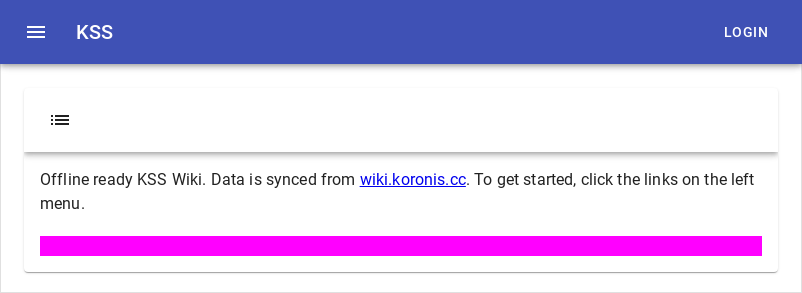 KSS
LOGIN
Offline ready KSS Wiki. Data is synced from wiki.koronis.cc. To get started, click the links on the left
menu.